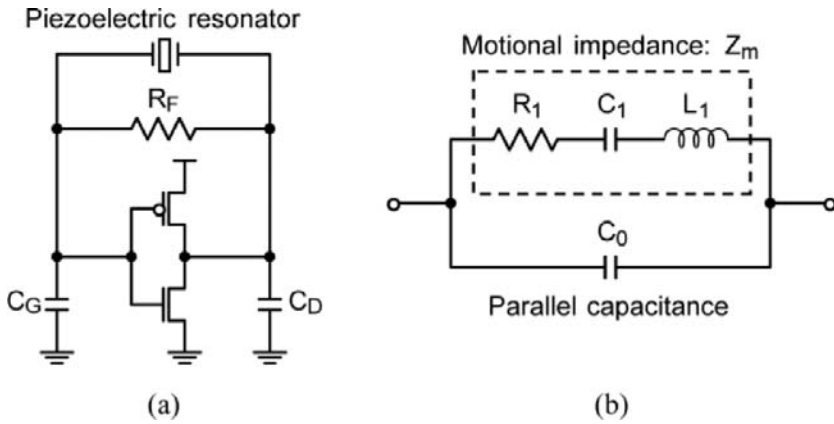 Piezoelectric resonator
R_F
C_G
C_D
(a)
Motional impedance: Z_m
R_1
C_1
L_1
C_0
Parallel capacitance
(b)